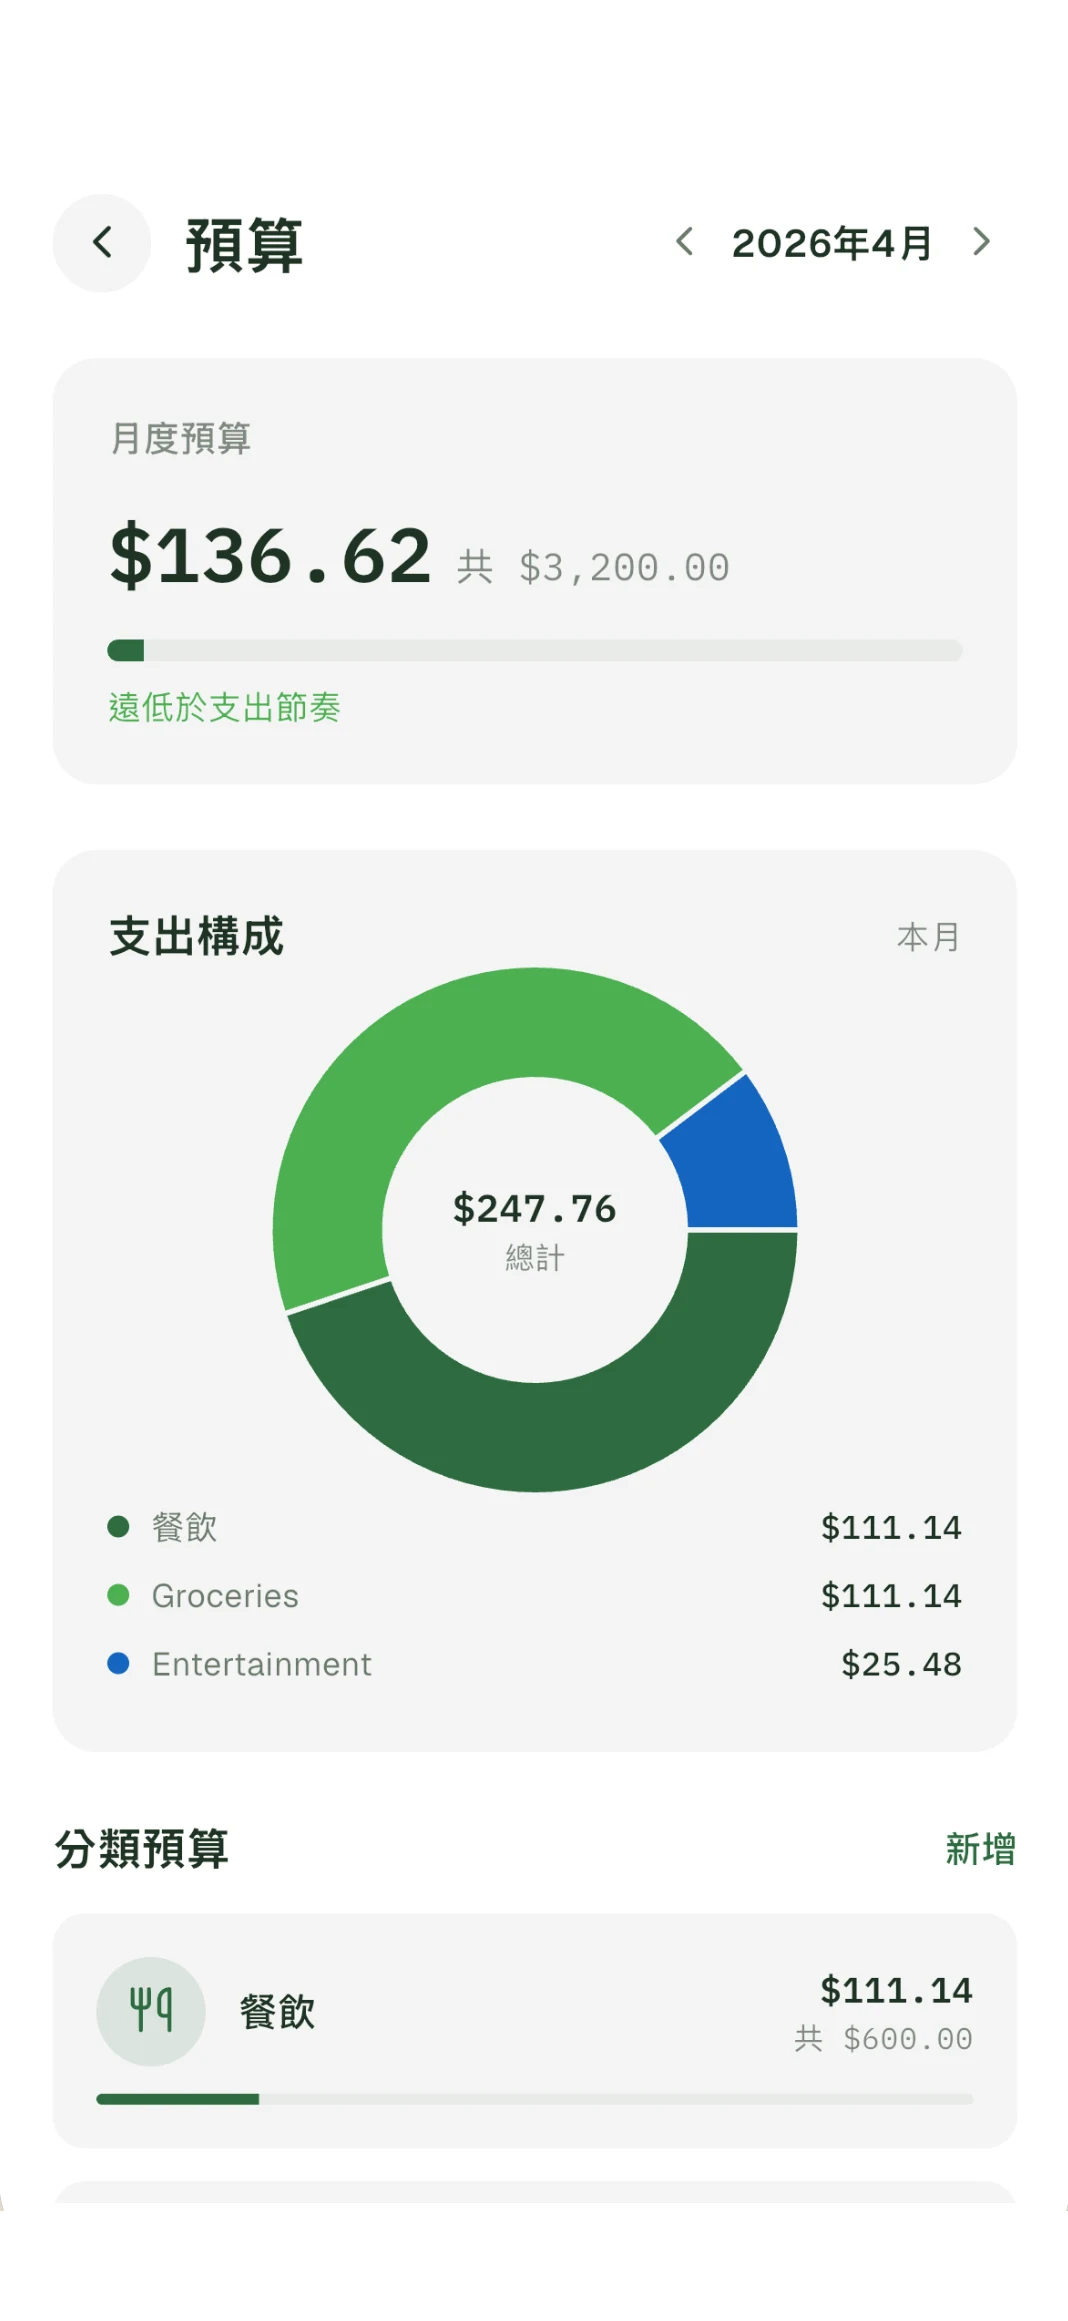 預算
2026年4月
月度預算
$136.62 共 $3,200.00
遠低於支出節奏
支出構成
本月
$247.76
總計
餐飲 $111.14
Groceries $111.14
Entertainment $25.48
分類預算
新增
餐飲
$111.14
共 $600.00